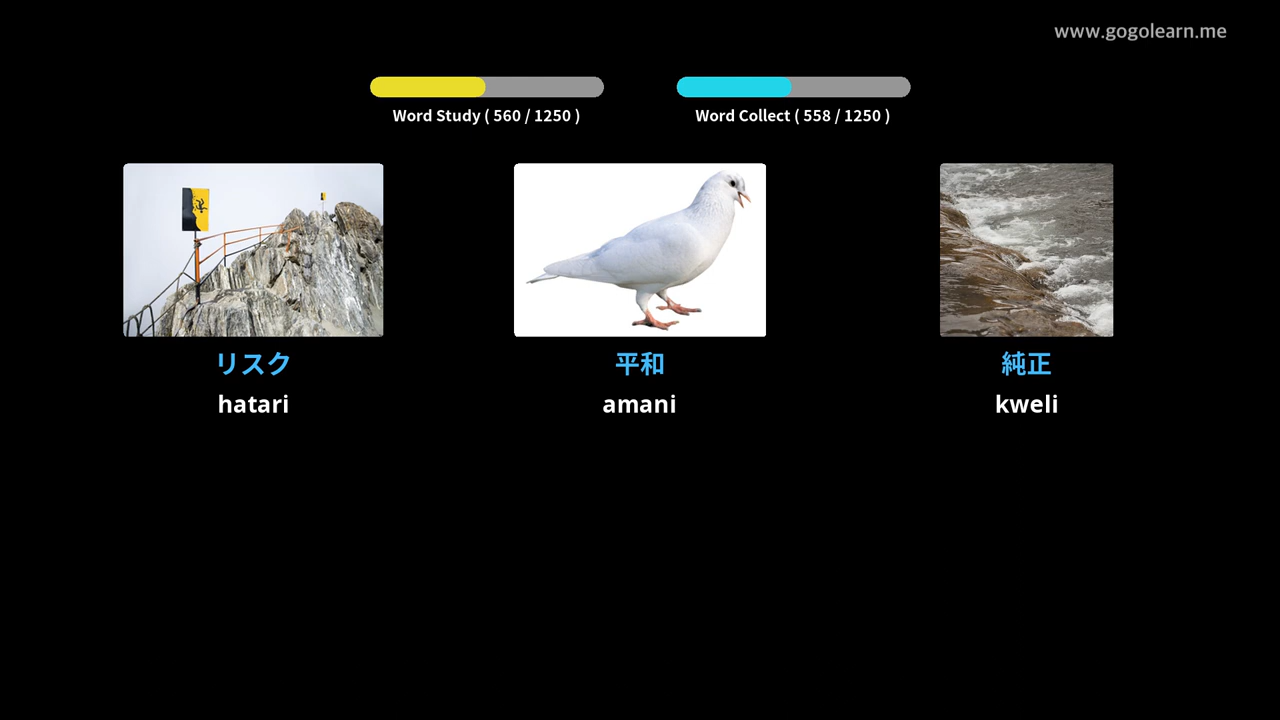 www.gogolearn.me
Word Study ( 560 / 1250 )
Word Collect ( 558 / 1250 )
リスク
平和
純正
hatari
amani
kweli